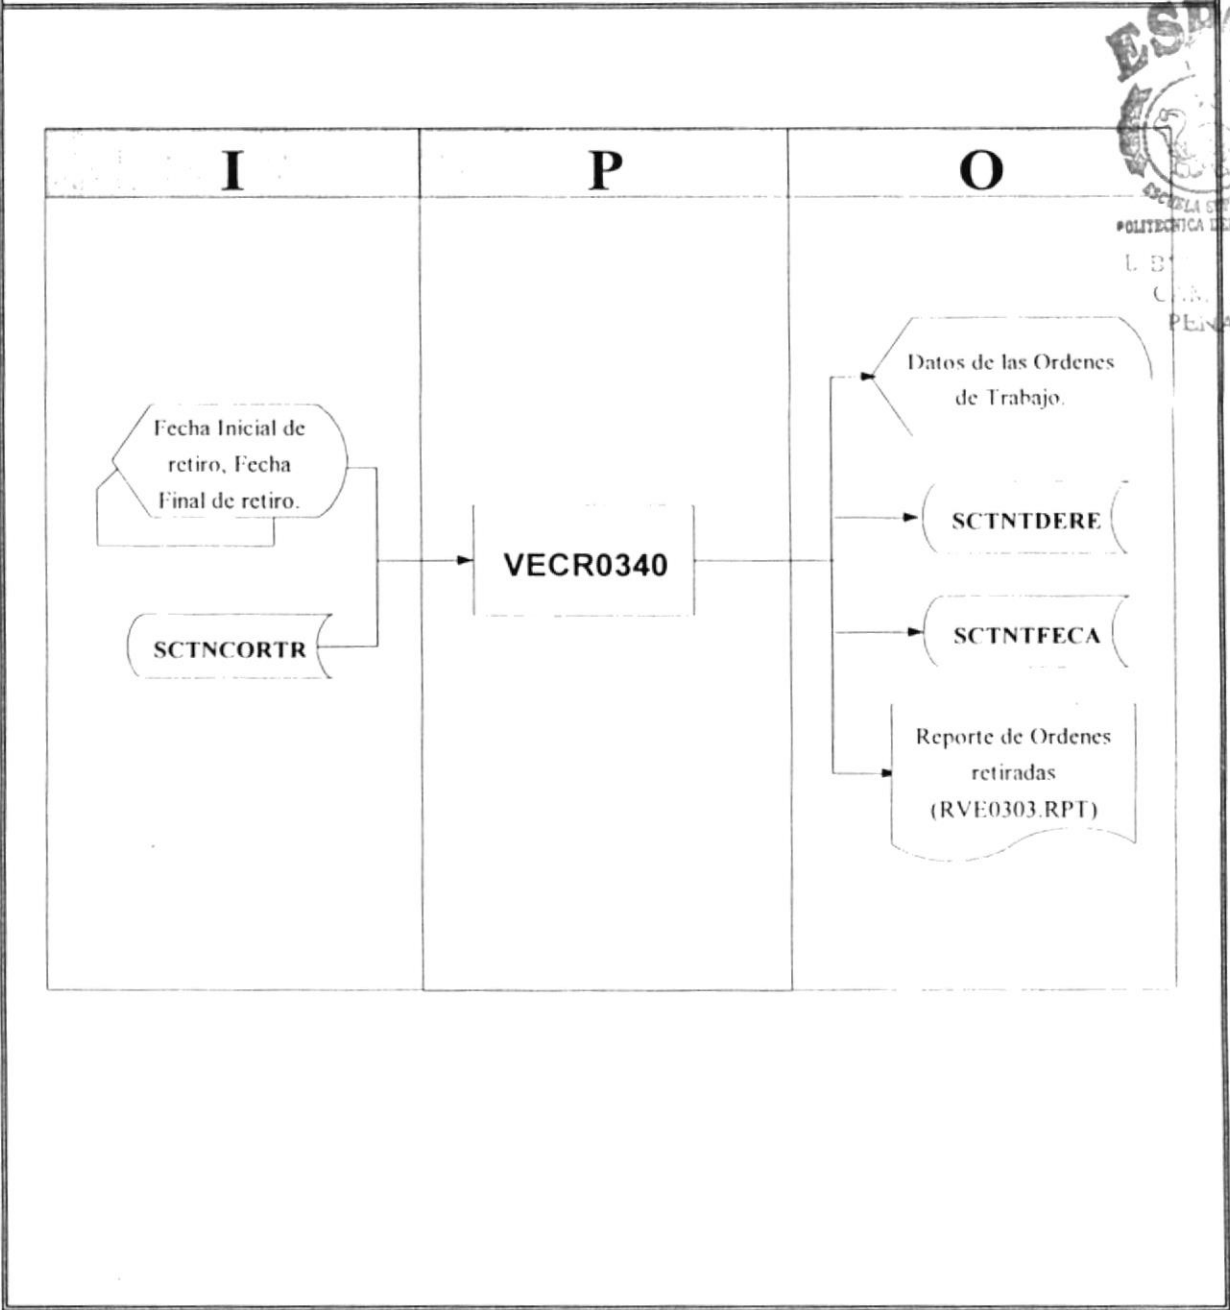 I
P
O
ESCUELA
POLITECNICA
Fecha Inicial de
retiro, Fecha
Final de retiro.
SCTNCORTR
VECR0340
Datos de las Ordenes
de Trabajo.
SCTNTDERE
SCTNTFECA
Reporte de Ordenes
retiradas
(RVE0303.RPT)